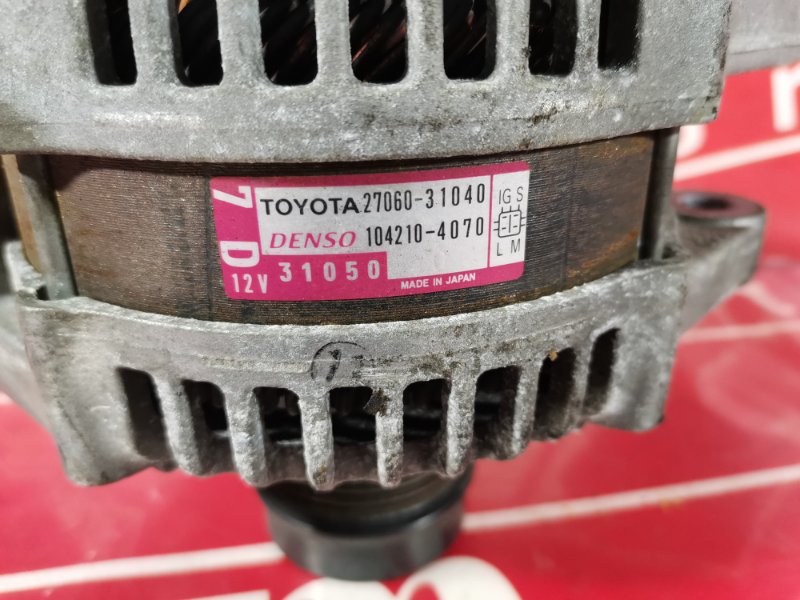 7D
TOYOTA 27060-31040
DENSO 104210-4070
12V 31050
MADE IN JAPAN
IG S
L M